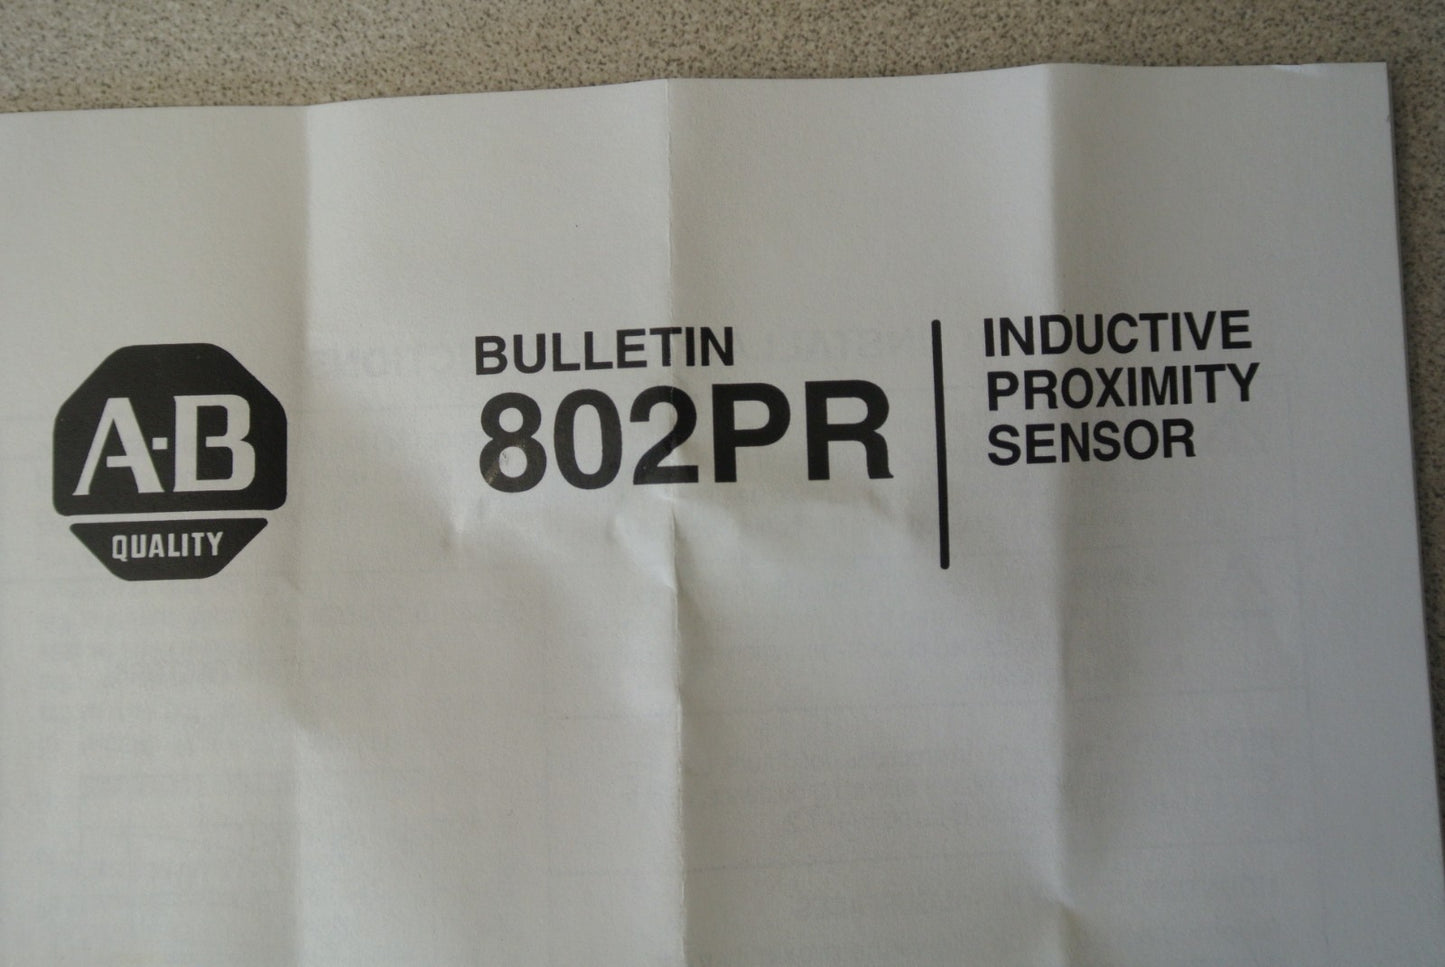 A-B
QUALITY
BULLETIN
802PR
INDUCTIVE
PROXIMITY
SENSOR